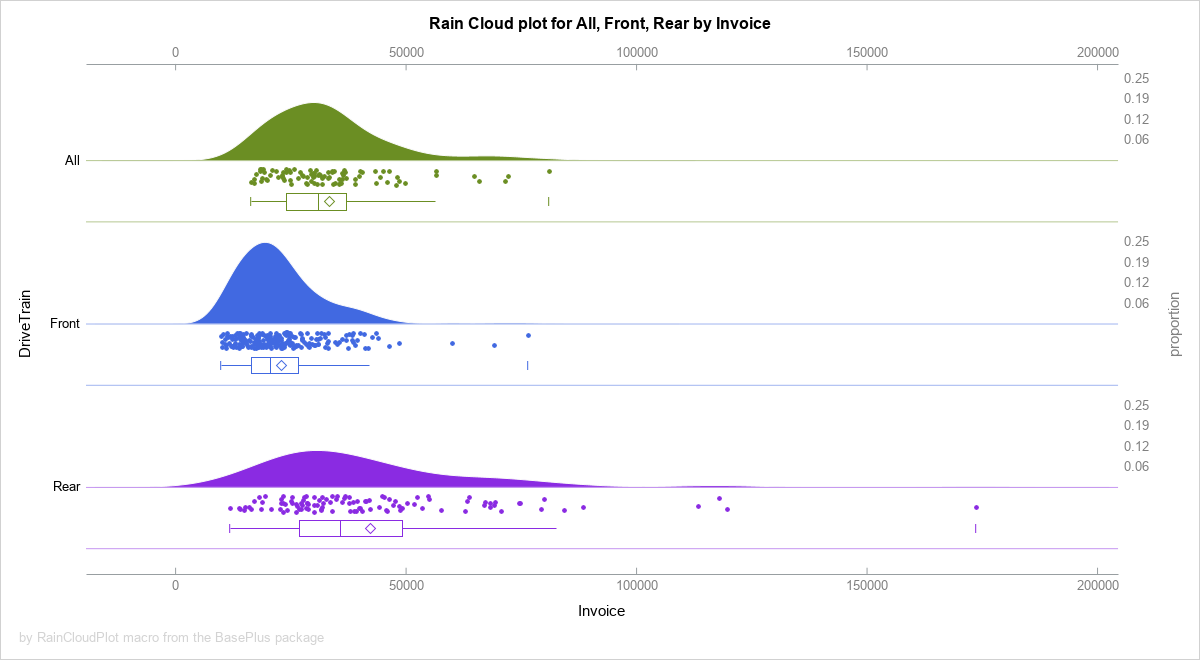 Rain Cloud plot for All, Front, Rear by Invoice
0 50000 100000 150000 200000
0.25
0.19
0.12
0.06
All
0.25
0.19
0.12
0.06
Front
DriveTrain
proportion
0.25
0.19
0.12
0.06
Rear
0 50000 100000 150000 200000
Invoice
by RainCloudPlot macro from the BasePlus package